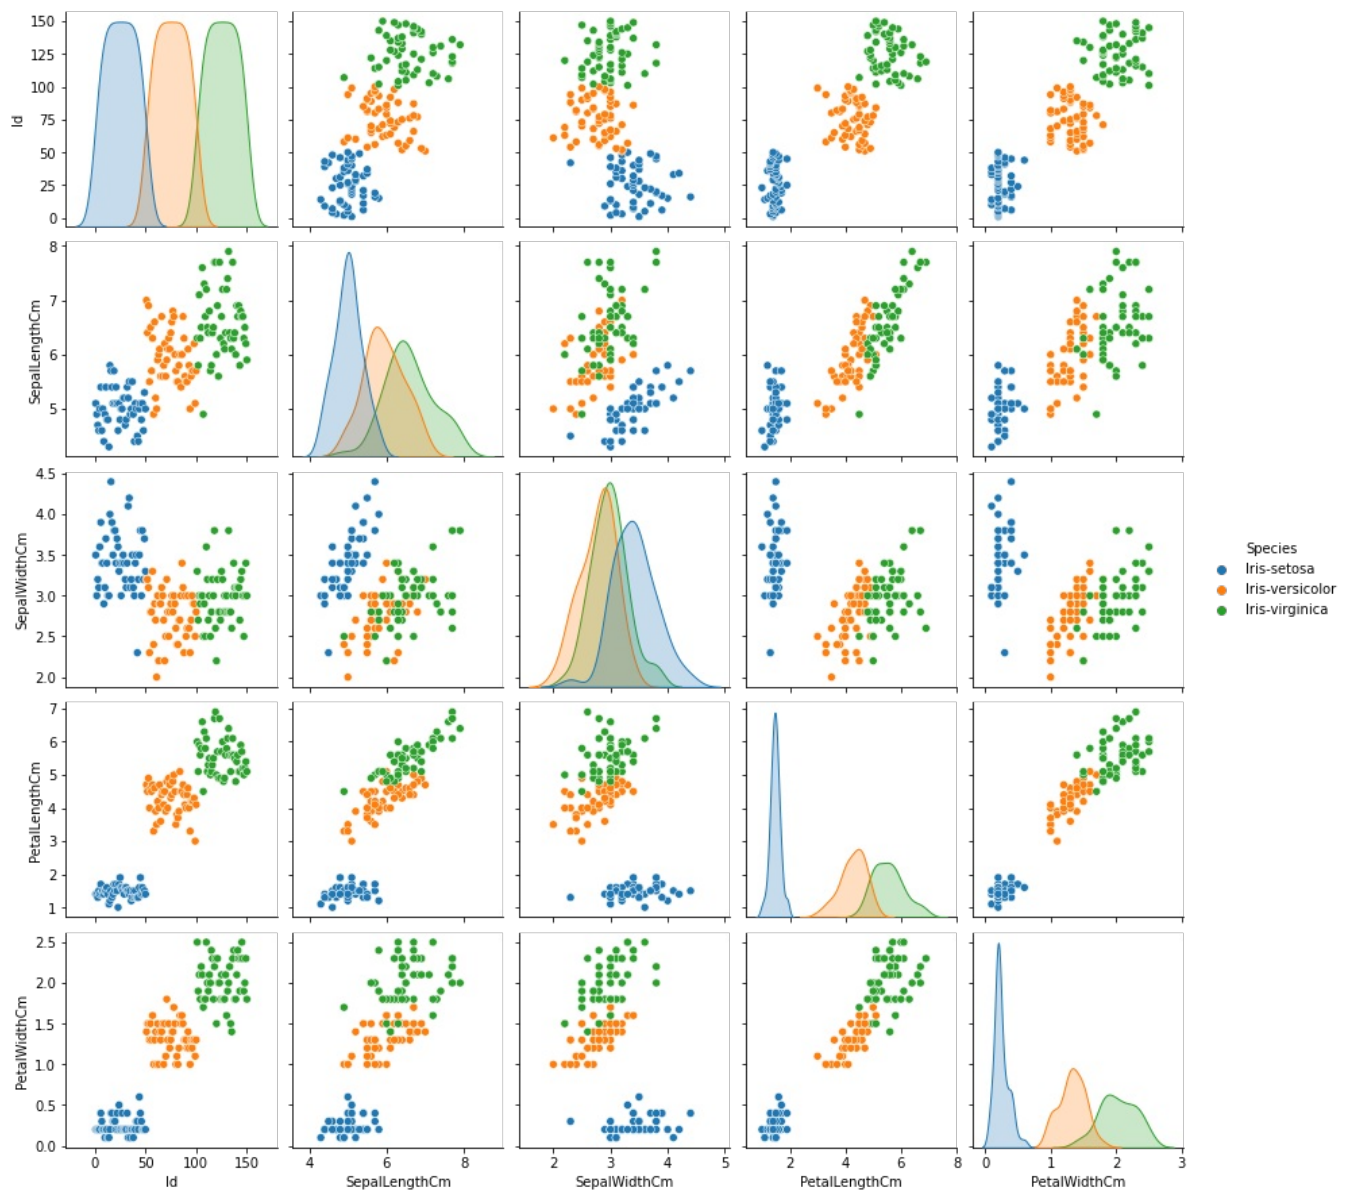 150
125
100
75
50
25
0
Id
8
7
6
5
SepalLengthCm
4.5
4.0
3.5
3.0
2.5
2.0
SepalWidthCm
Species
Iris-setosa
Iris-versicolor
Iris-virginica
7
6
5
4
3
2
1
PetalLengthCm
2.5
2.0
1.5
1.0
0.5
0.0
PetalWidthCm
0 50 100 150 4 6 8 2 3 4 5 2 4 6 8 0 1 2 3
Id SepalLengthCm SepalWidthCm PetalLengthCm PetalWidthCm